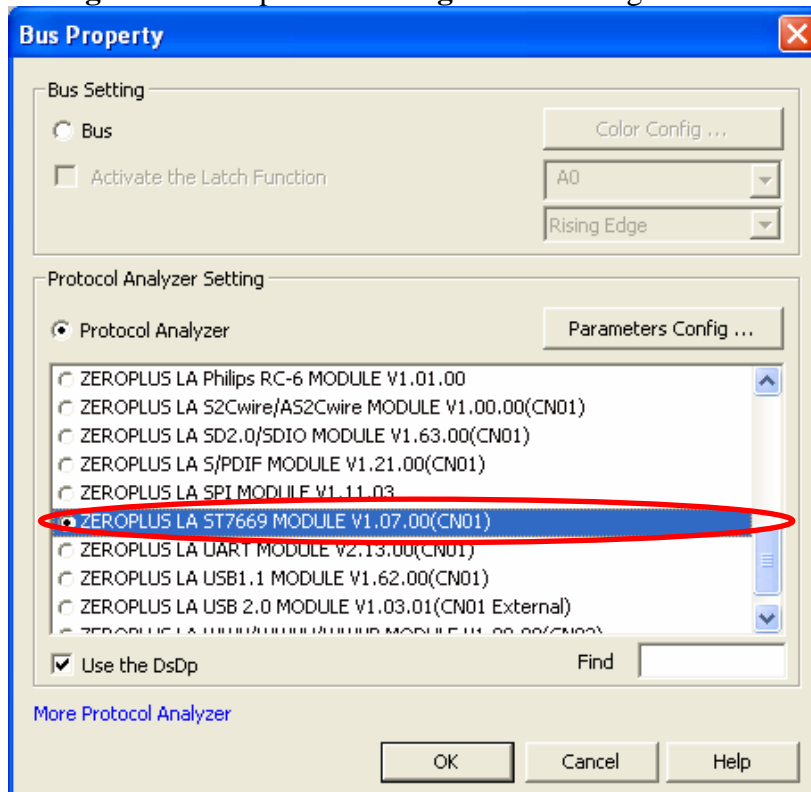 Bus Property
Bus Setting
Bus
Color Config ...
Activate the Latch Function
A0
Rising Edge
Protocol Analyzer Setting
Protocol Analyzer
Parameters Config ...
ZEROPLUS LA Philips RC-6 MODULE V1.01.00
ZEROPLUS LA S2Cwire/AS2Cwire MODULE V1.00.00(CN01)
ZEROPLUS LA SD2.0/SDIO MODULE V1.63.00(CN01)
ZEROPLUS LA S/PDIF MODULE V1.21.00(CN01)
ZEROPLUS LA SPI MODULE V1.11.03
ZEROPLUS LA ST7669 MODULE V1.07.00(CN01)
ZEROPLUS LA UART MODULE V2.13.00(CN01)
ZEROPLUS LA USB1.1 MODULE V1.62.00(CN01)
ZEROPLUS LA USB 2.0 MODULE V1.03.01(CN01 External)
Use the DsDp
Find
More Protocol Analyzer
OK
Cancel
Help